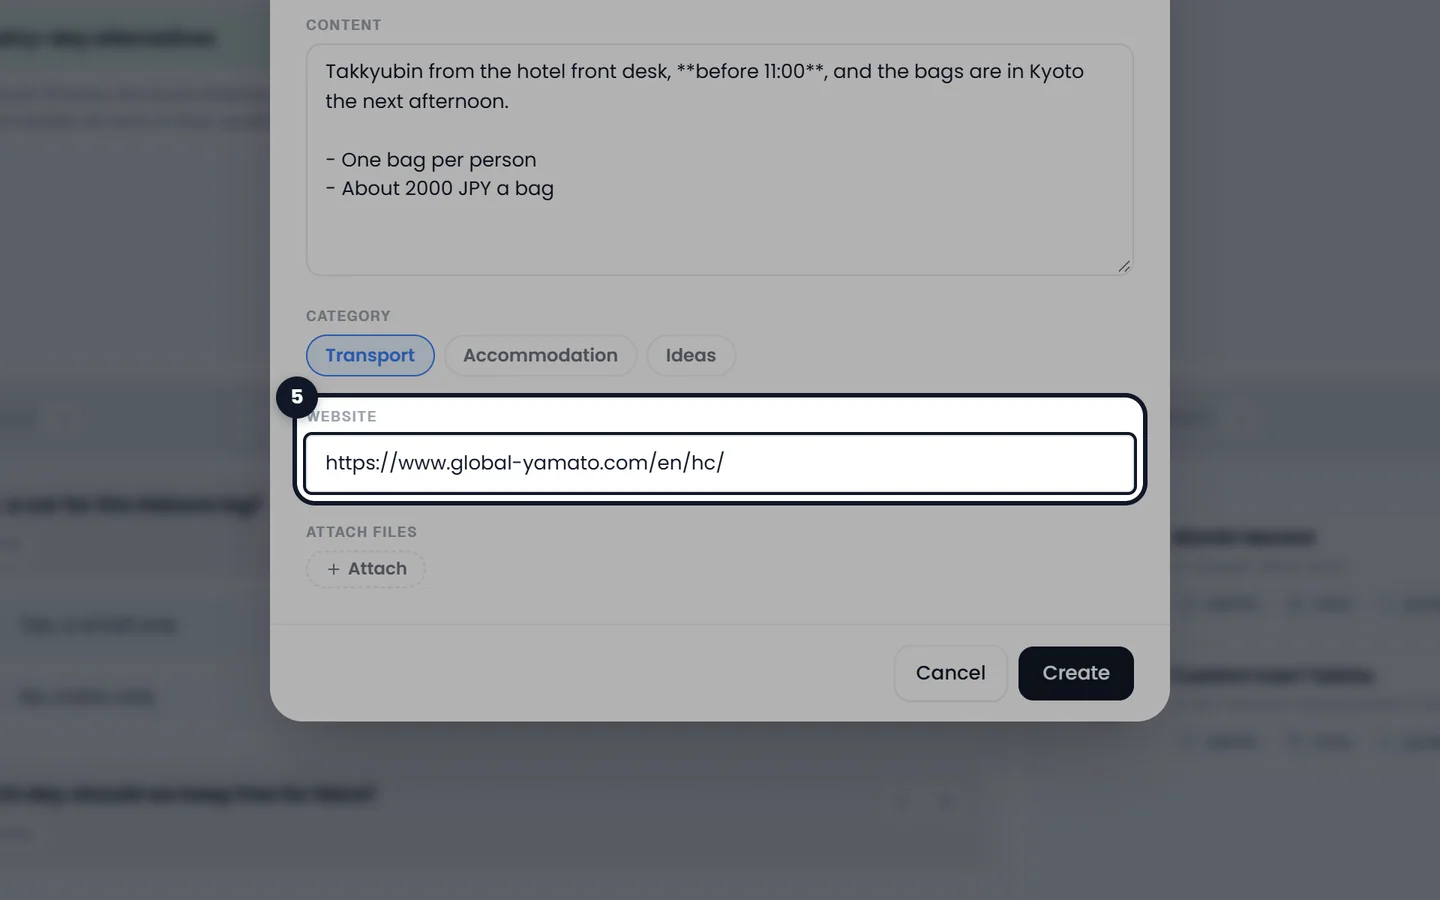 CONTENT
Takkyubin from the hotel front desk, **before 11:00**, and the bags are in Kyoto
the next afternoon.
- One bag per person
- About 2000 JPY a bag
CATEGORY
Transport Accommodation Ideas
5
WEBSITE
https://www.global-yamato.com/en/hc/
ATTACH FILES
+ Attach
Cancel Create